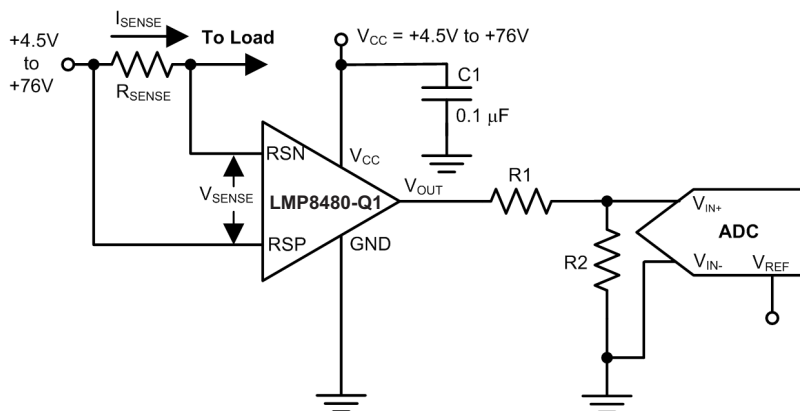 I_SENSE
+4.5V
to
+76V
To Load
R_SENSE
V_CC = +4.5V to +76V
C1
0.1 μF
RSN
V_CC
V_SENSE
LMP8480-Q1
V_OUT
RSP
GND
R1
R2
V_IN+
ADC
V_IN-
V_REF